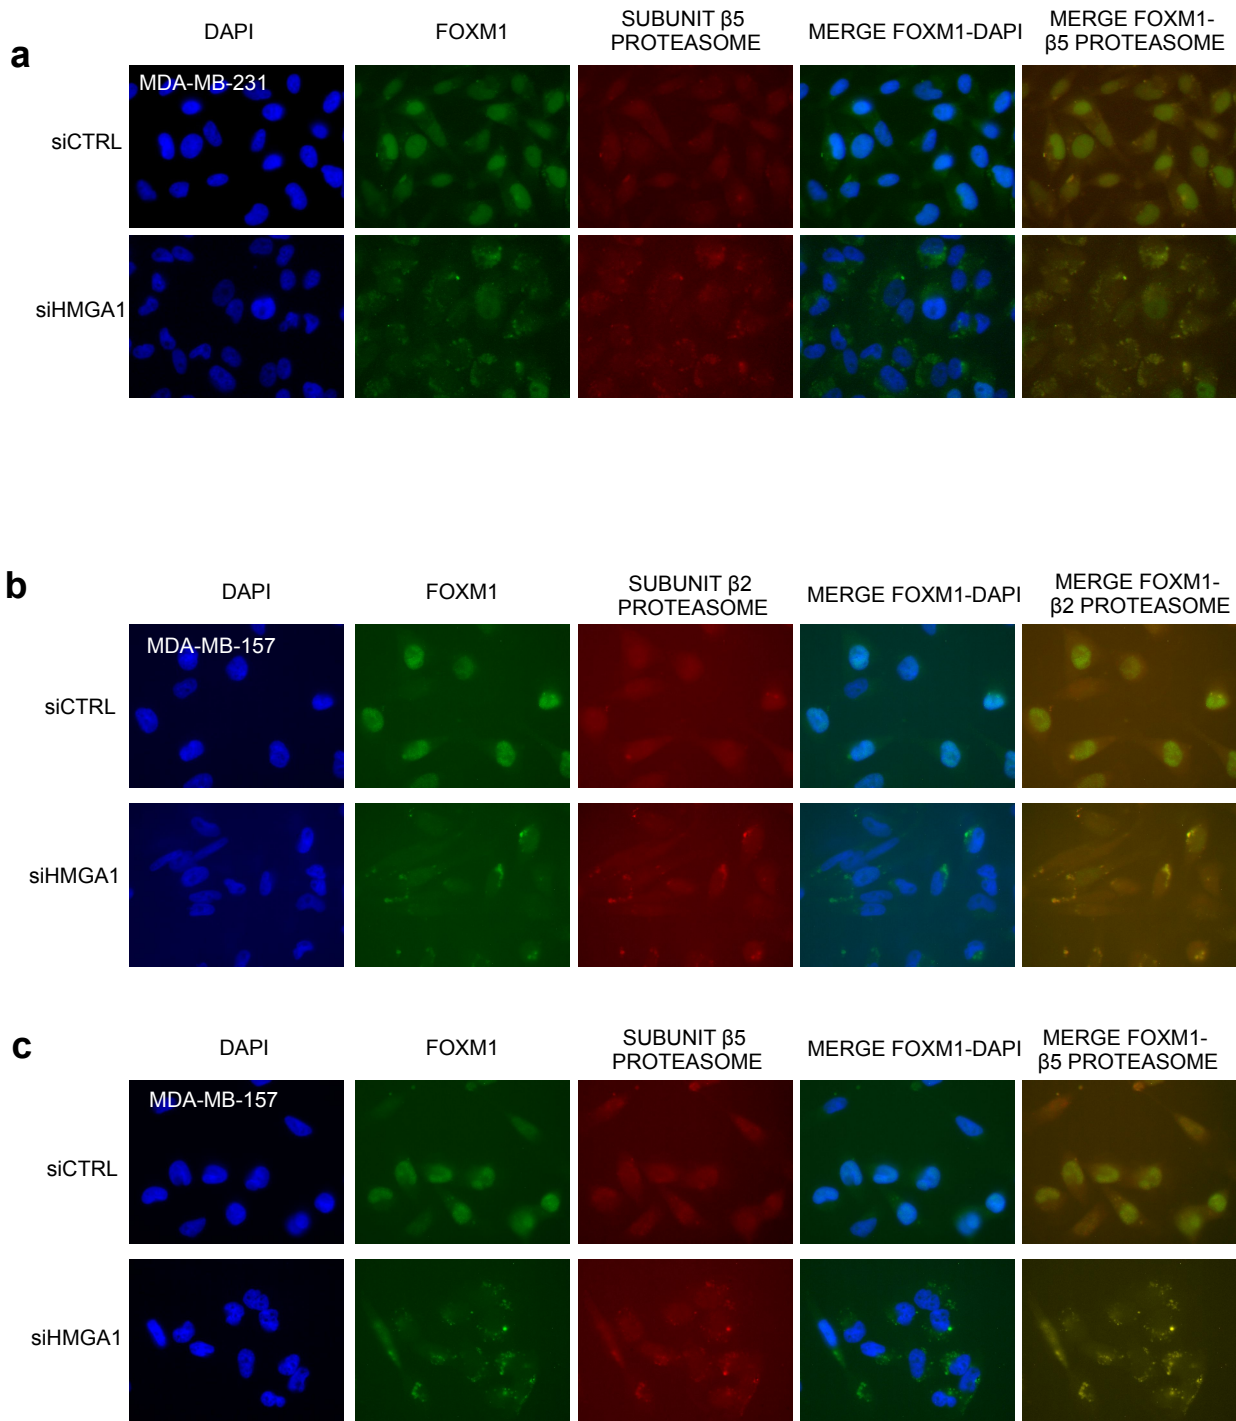 a
DAPI
FOXM1
SUBUNIT β5
PROTEASOME
MERGE FOXM1-DAPI
MERGE FOXM1-
β5 PROTEASOME
siCTRL
MDA-MB-231
siHMGA1
b
DAPI
FOXM1
SUBUNIT β2
PROTEASOME
MERGE FOXM1-DAPI
MERGE FOXM1-
β2 PROTEASOME
siCTRL
MDA-MB-157
siHMGA1
c
DAPI
FOXM1
SUBUNIT β5
PROTEASOME
MERGE FOXM1-DAPI
MERGE FOXM1-
β5 PROTEASOME
siCTRL
MDA-MB-157
siHMGA1